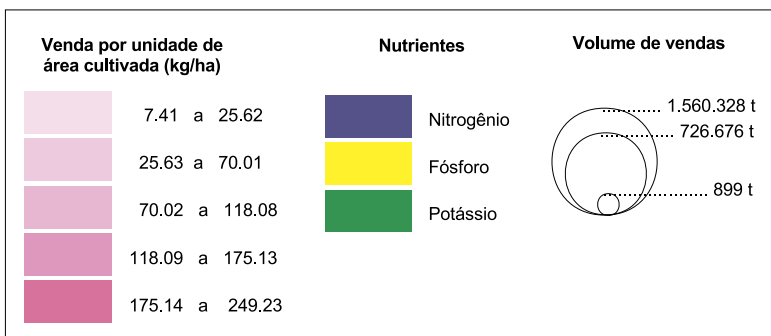 Venda por unidade de
área cultivada (kg/ha)
7.41 a 25.62
25.63 a 70.01
70.02 a 118.08
118.09 a 175.13
175.14 a 249.23
Nutrientes
Nitrogênio
Fósforo
Potássio
Volume de vendas
1.560.328 t
726.676 t
899 t